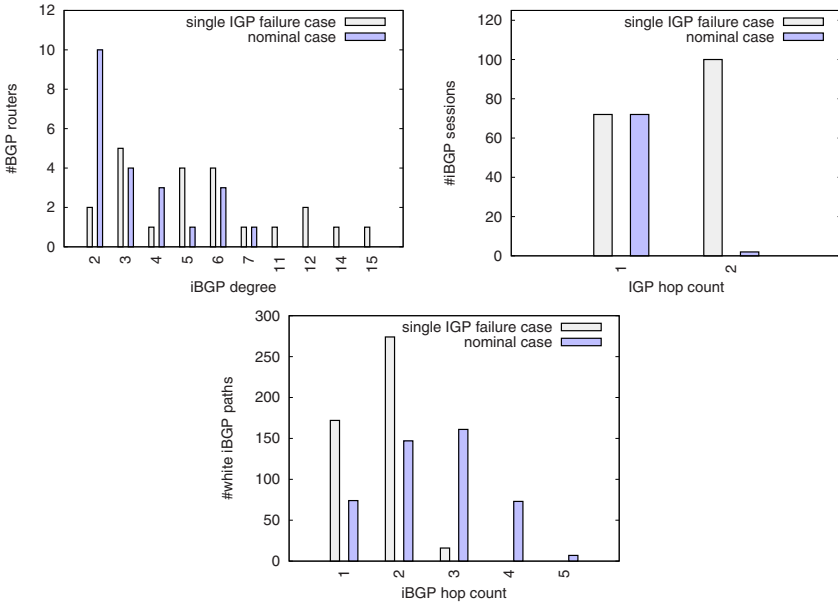 single IGP failure case
nominal case
#BGP routers
12
10
8
6
4
2
0
2 3 4 5 6 7 11 12 14 15
iBGP degree
single IGP failure case
nominal case
#iBGP sessions
120
100
80
60
40
20
0
1 2
IGP hop count
single IGP failure case
nominal case
#white iBGP paths
300
250
200
150
100
50
0
1 2 3 4 5
iBGP hop count